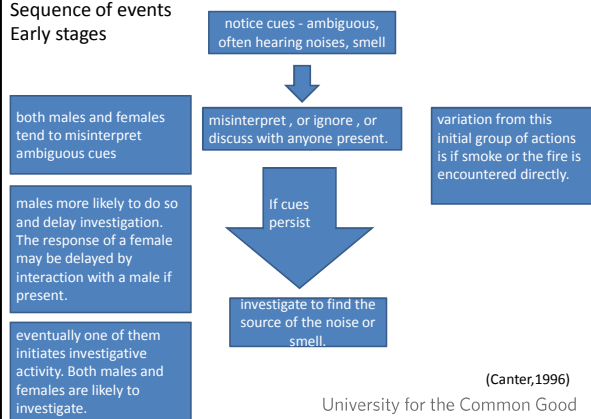 Sequence of events
Early stages
notice cues - ambiguous,
often hearing noises, smell
both males and females
tend to misinterpret
ambiguous cues
misinterpret , or ignore , or
discuss with anyone present.
variation from this
initial group of actions
is if smoke or the fire is
encountered directly.
males more likely to do so
and delay investigation.
The response of a female
may be delayed by
interaction with a male if
present.
If cues
persist
investigate to find the
source of the noise or
smell.
eventually one of them
initiates investigative
activity. Both males and
females are likely to
investigate.
(Canter,1996)
University for the Common Good